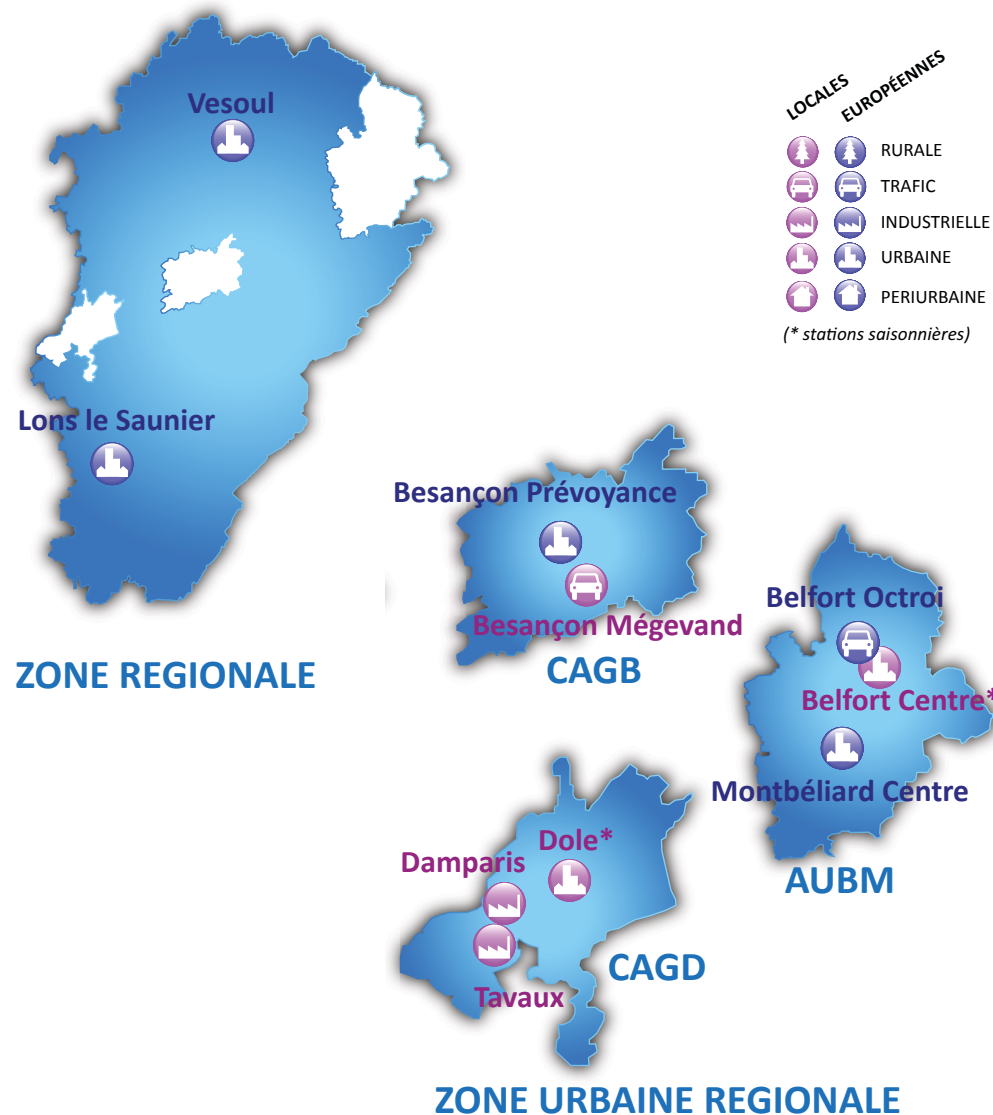 Vesoul
Lons le Saunier
ZONE REGIONALE
LOCALES
EUROPÉENNES
RURALE
TRAFIC
INDUSTRIELLE
URBAINE
PERIURBAINE
(* stations saisonnières)
Besançon Prévoyance
Besançon Mégevand
CAGB
Belfort Octroi
Belfort Centre*
Montbéliard Centre
AUBM
Dole*
Damparis
CAGD
Tavaux
ZONE URBAINE REGIONALE